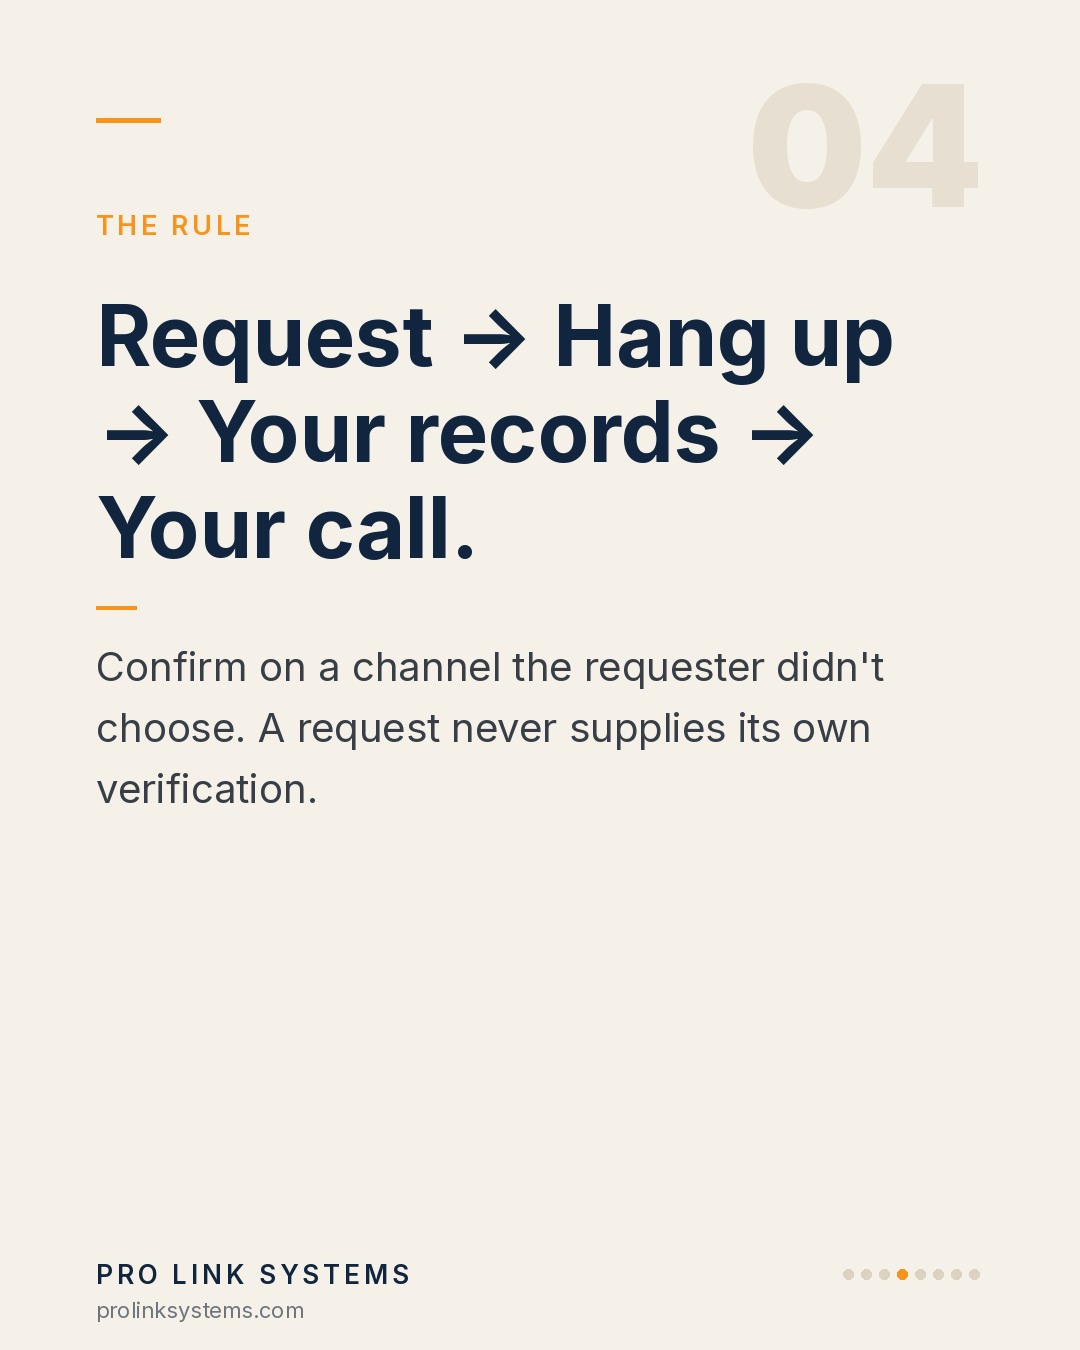 04
THE RULE
Request → Hang up
→ Your records →
Your call.
Confirm on a channel the requester didn't
choose. A request never supplies its own
verification.
PRO LINK SYSTEMS
prolinksystems.com